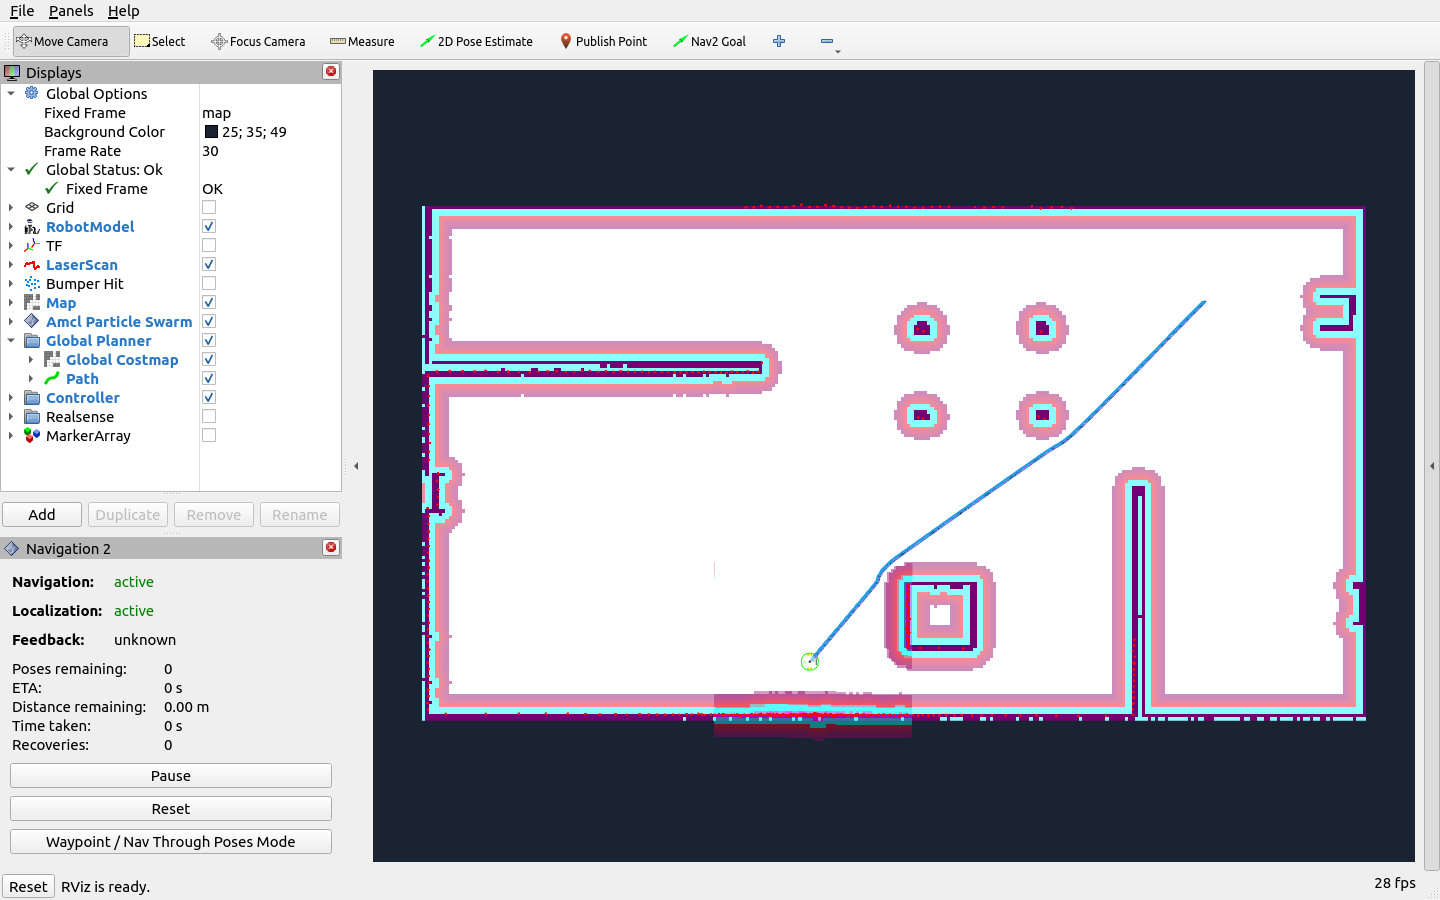 File Panels Help
Move Camera Select Focus Camera Measure 2D Pose Estimate Publish Point Nav2 Goal
Displays
Global Options
Fixed Frame map
Background Color 25; 35; 49
Frame Rate 30
Global Status: Ok
Fixed Frame OK
Grid
RobotModel
TF
LaserScan
Bumper Hit
Map
Amcl Particle Swarm
Global Planner
Global Costmap
Path
Controller
Realsense
MarkerArray
Add Duplicate Remove Rename
Navigation 2
Navigation: active
Localization: active
Feedback: unknown
Poses remaining: 0
ETA: 0 s
Distance remaining: 0.00 m
Time taken: 0 s
Recoveries: 0
Pause
Reset
Waypoint / Nav Through Poses Mode
Reset RViz is ready. 28 fps